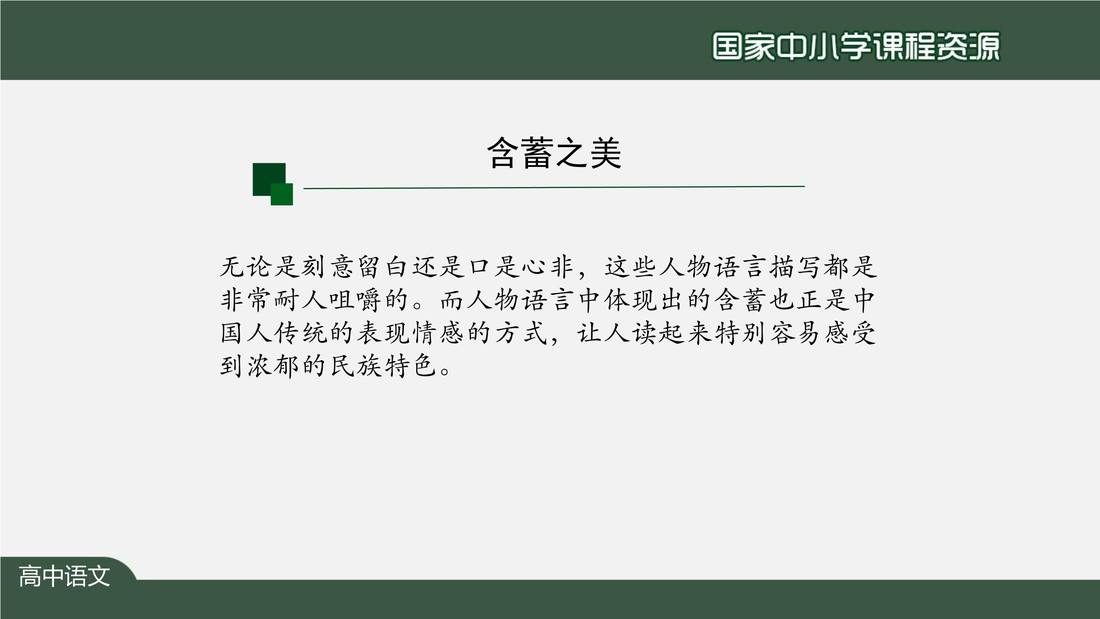 国家中小学课程资源
含蓄之美
无论是刻意留白还是口是心非，这些人物语言描写都是
非常耐人咀嚼的。而人物语言中体现出的含蓄也正是中
国人传统的表现情感的方式，让人读起来特别容易感受
到浓郁的民族特色。
高中语文